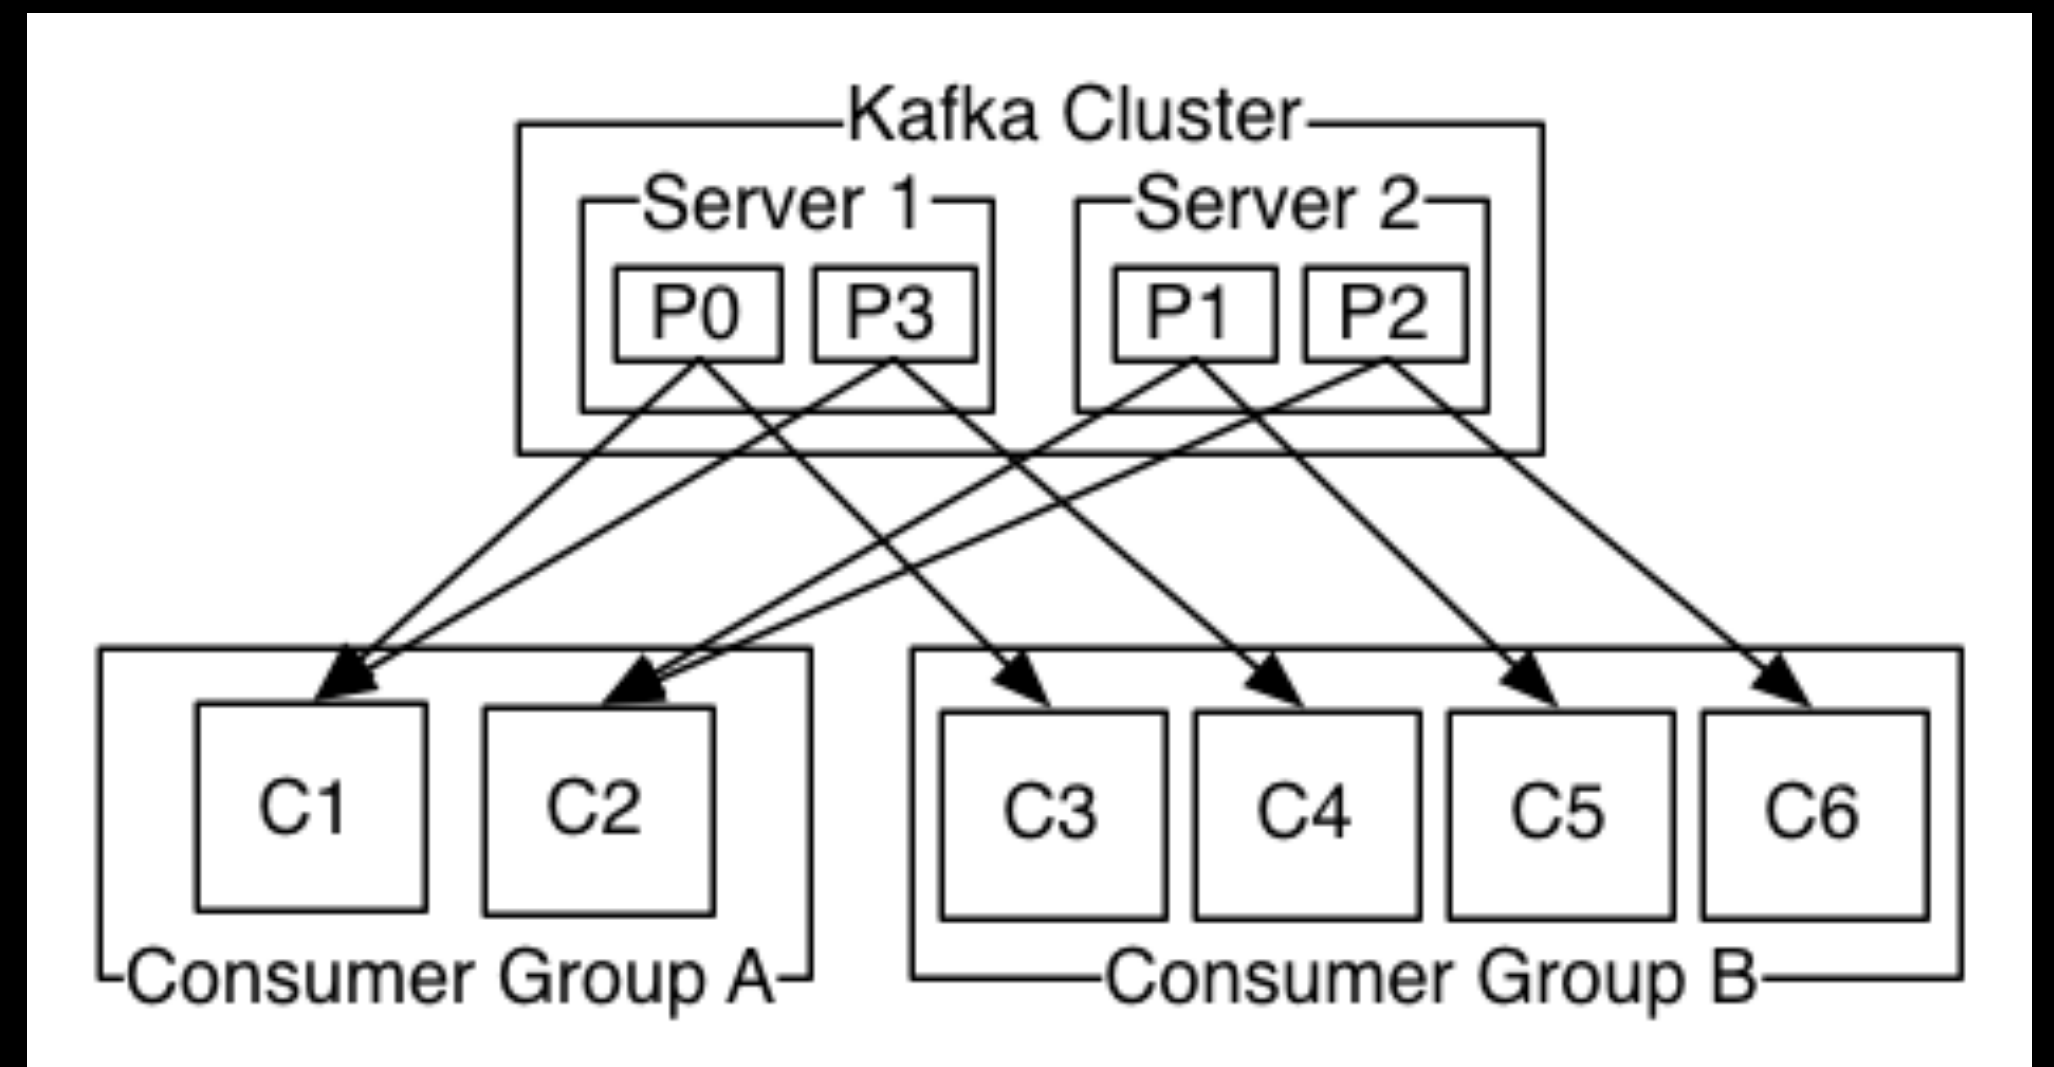 Kafka Cluster
Server 1
Server 2
P0
P3
P1
P2
C1
C2
C3
C4
C5
C6
Consumer Group A
Consumer Group B